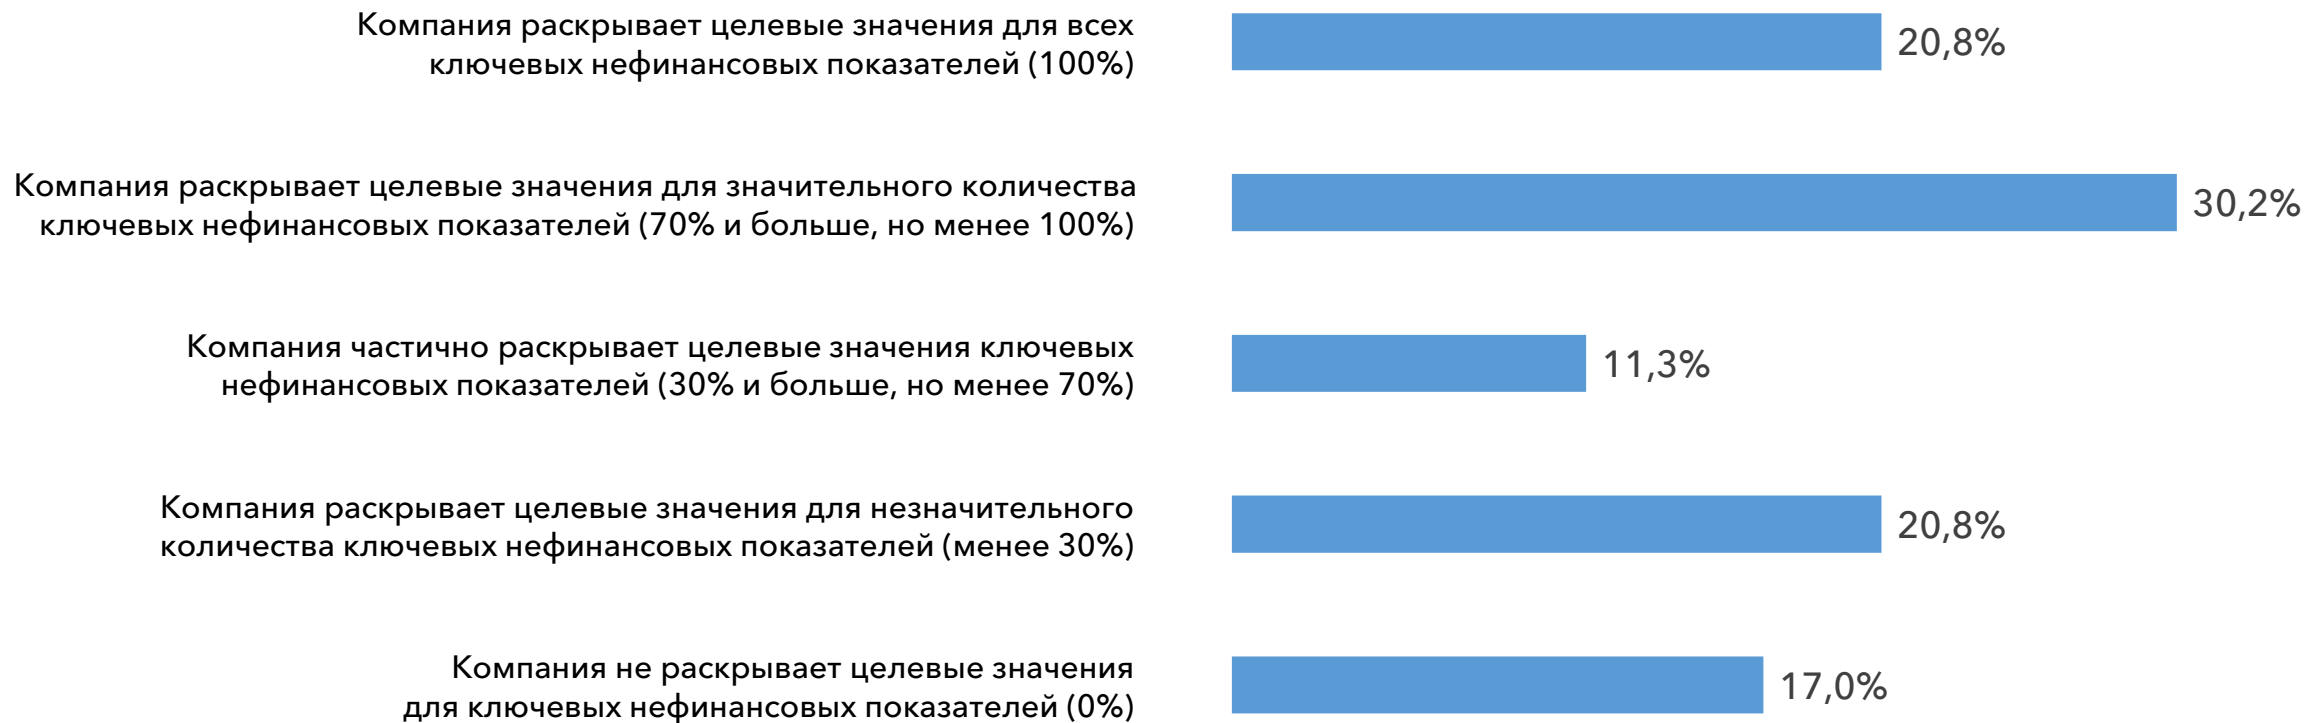 Компания раскрывает целевые значения для всех
ключевых нефинансовых показателей (100%)
20,8%
Компания раскрывает целевые значения для значительного количества
ключевых нефинансовых показателей (70% и больше, но менее 100%)
30,2%
Компания частично раскрывает целевые значения ключевых
нефинансовых показателей (30% и больше, но менее 70%)
11,3%
Компания раскрывает целевые значения для незначительного
количества ключевых нефинансовых показателей (менее 30%)
20,8%
Компания не раскрывает целевые значения
для ключевых нефинансовых показателей (0%)
17,0%